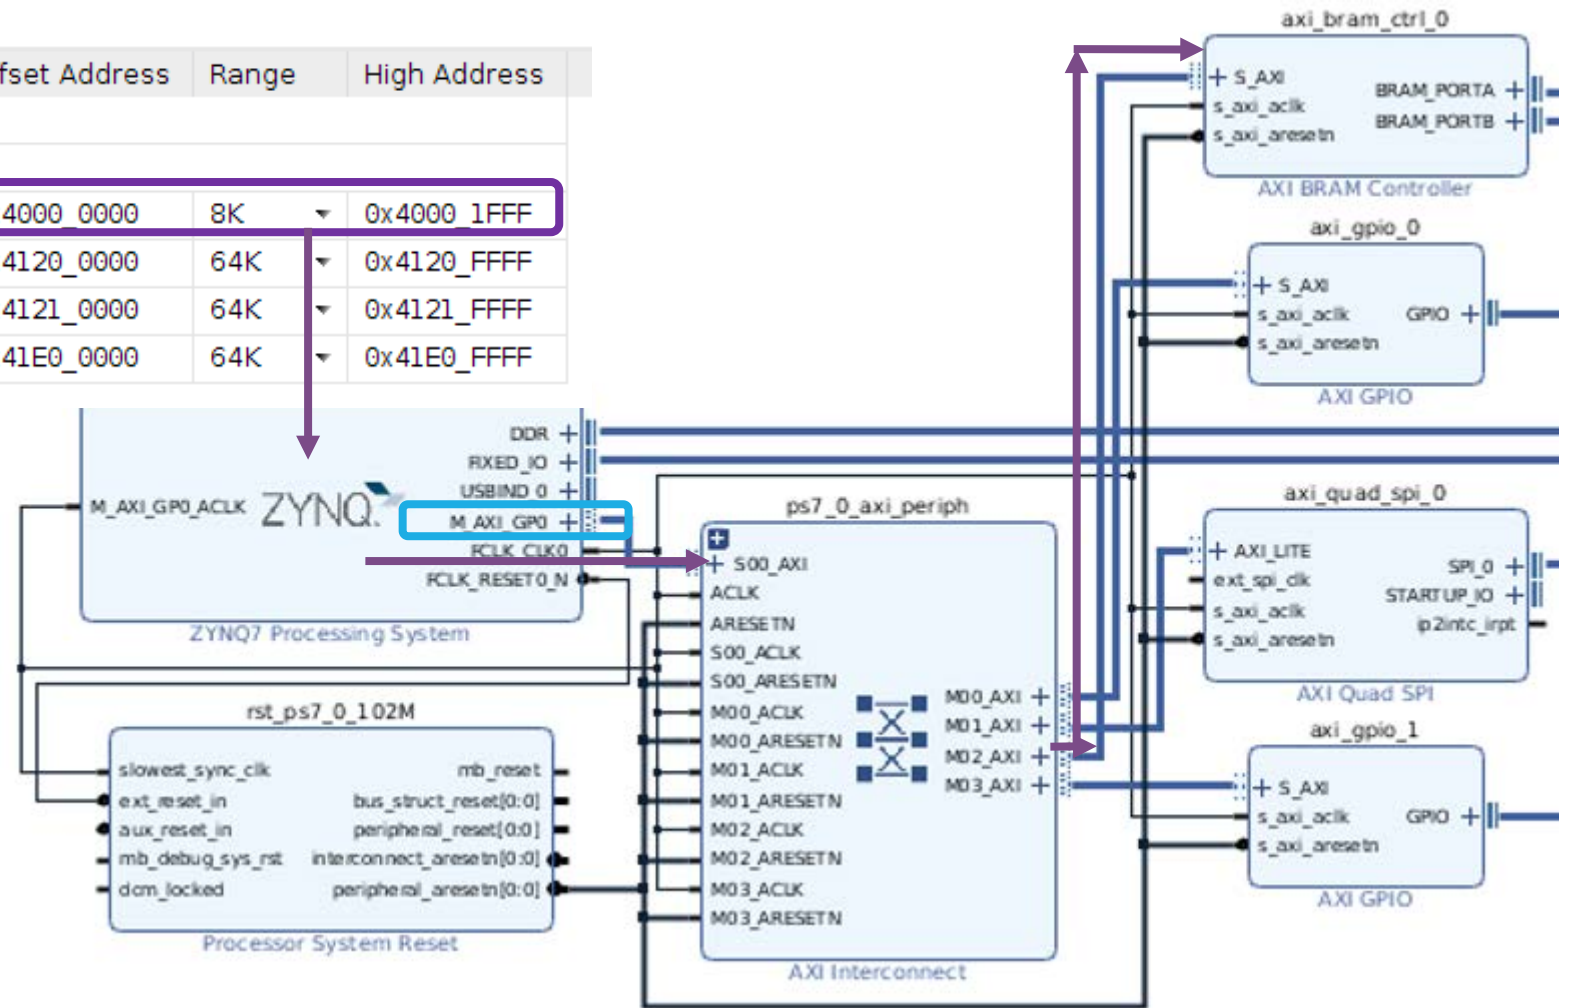 fset Address Range High Address
4000_0000 8K 0x4000_1FFF
4120_0000 64K 0x4120_FFFF
4121_0000 64K 0x4121_FFFF
41E0_0000 64K 0x41E0_FFFF
axi_bram_ctrl_0
S_AXI
s_axi_aclk
s_axi_aresetn
BRAM_PORTA
BRAM_PORTB
AXI BRAM Controller
axi_gpio_0
S_AXI
s_axi_aclk
s_axi_aresetn
GPIO
AXI GPIO
M_AXI_GP0_ACLK
ZYNQ.
DDR
FIXED_IO
USBIND_0
M_AXI_GP0
FCLK_CLK0
FCLK_RESET0_N
ZYNQ7 Processing System
ps7_0_axi_periph
S00_AXI
ACLK
ARESETN
S00_ACLK
S00_ARESETN
M00_ACLK
M00_ARESETN
M01_ACLK
M01_ARESETN
M02_ACLK
M02_ARESETN
M03_ACLK
M03_ARESETN
M00_AXI
M01_AXI
M02_AXI
M03_AXI
AXI Interconnect
axi_quad_spi_0
AXI_LITE
ext_spi_clk
s_axi_aclk
s_axi_aresetn
SPI_0
STARTUP_IO
ip2intc_irpt
AXI Quad SPI
rst_ps7_0_102M
slowest_sync_clk
ext_reset_in
aux_reset_in
mb_debug_sys_rst
dcm_locked
mb_reset
bus_struct_reset[0:0]
peripheral_reset[0:0]
interconnect_aresetn[0:0]
peripheral_aresetn[0:0]
Processor System Reset
axi_gpio_1
S_AXI
s_axi_aclk
s_axi_aresetn
GPIO
AXI GPIO